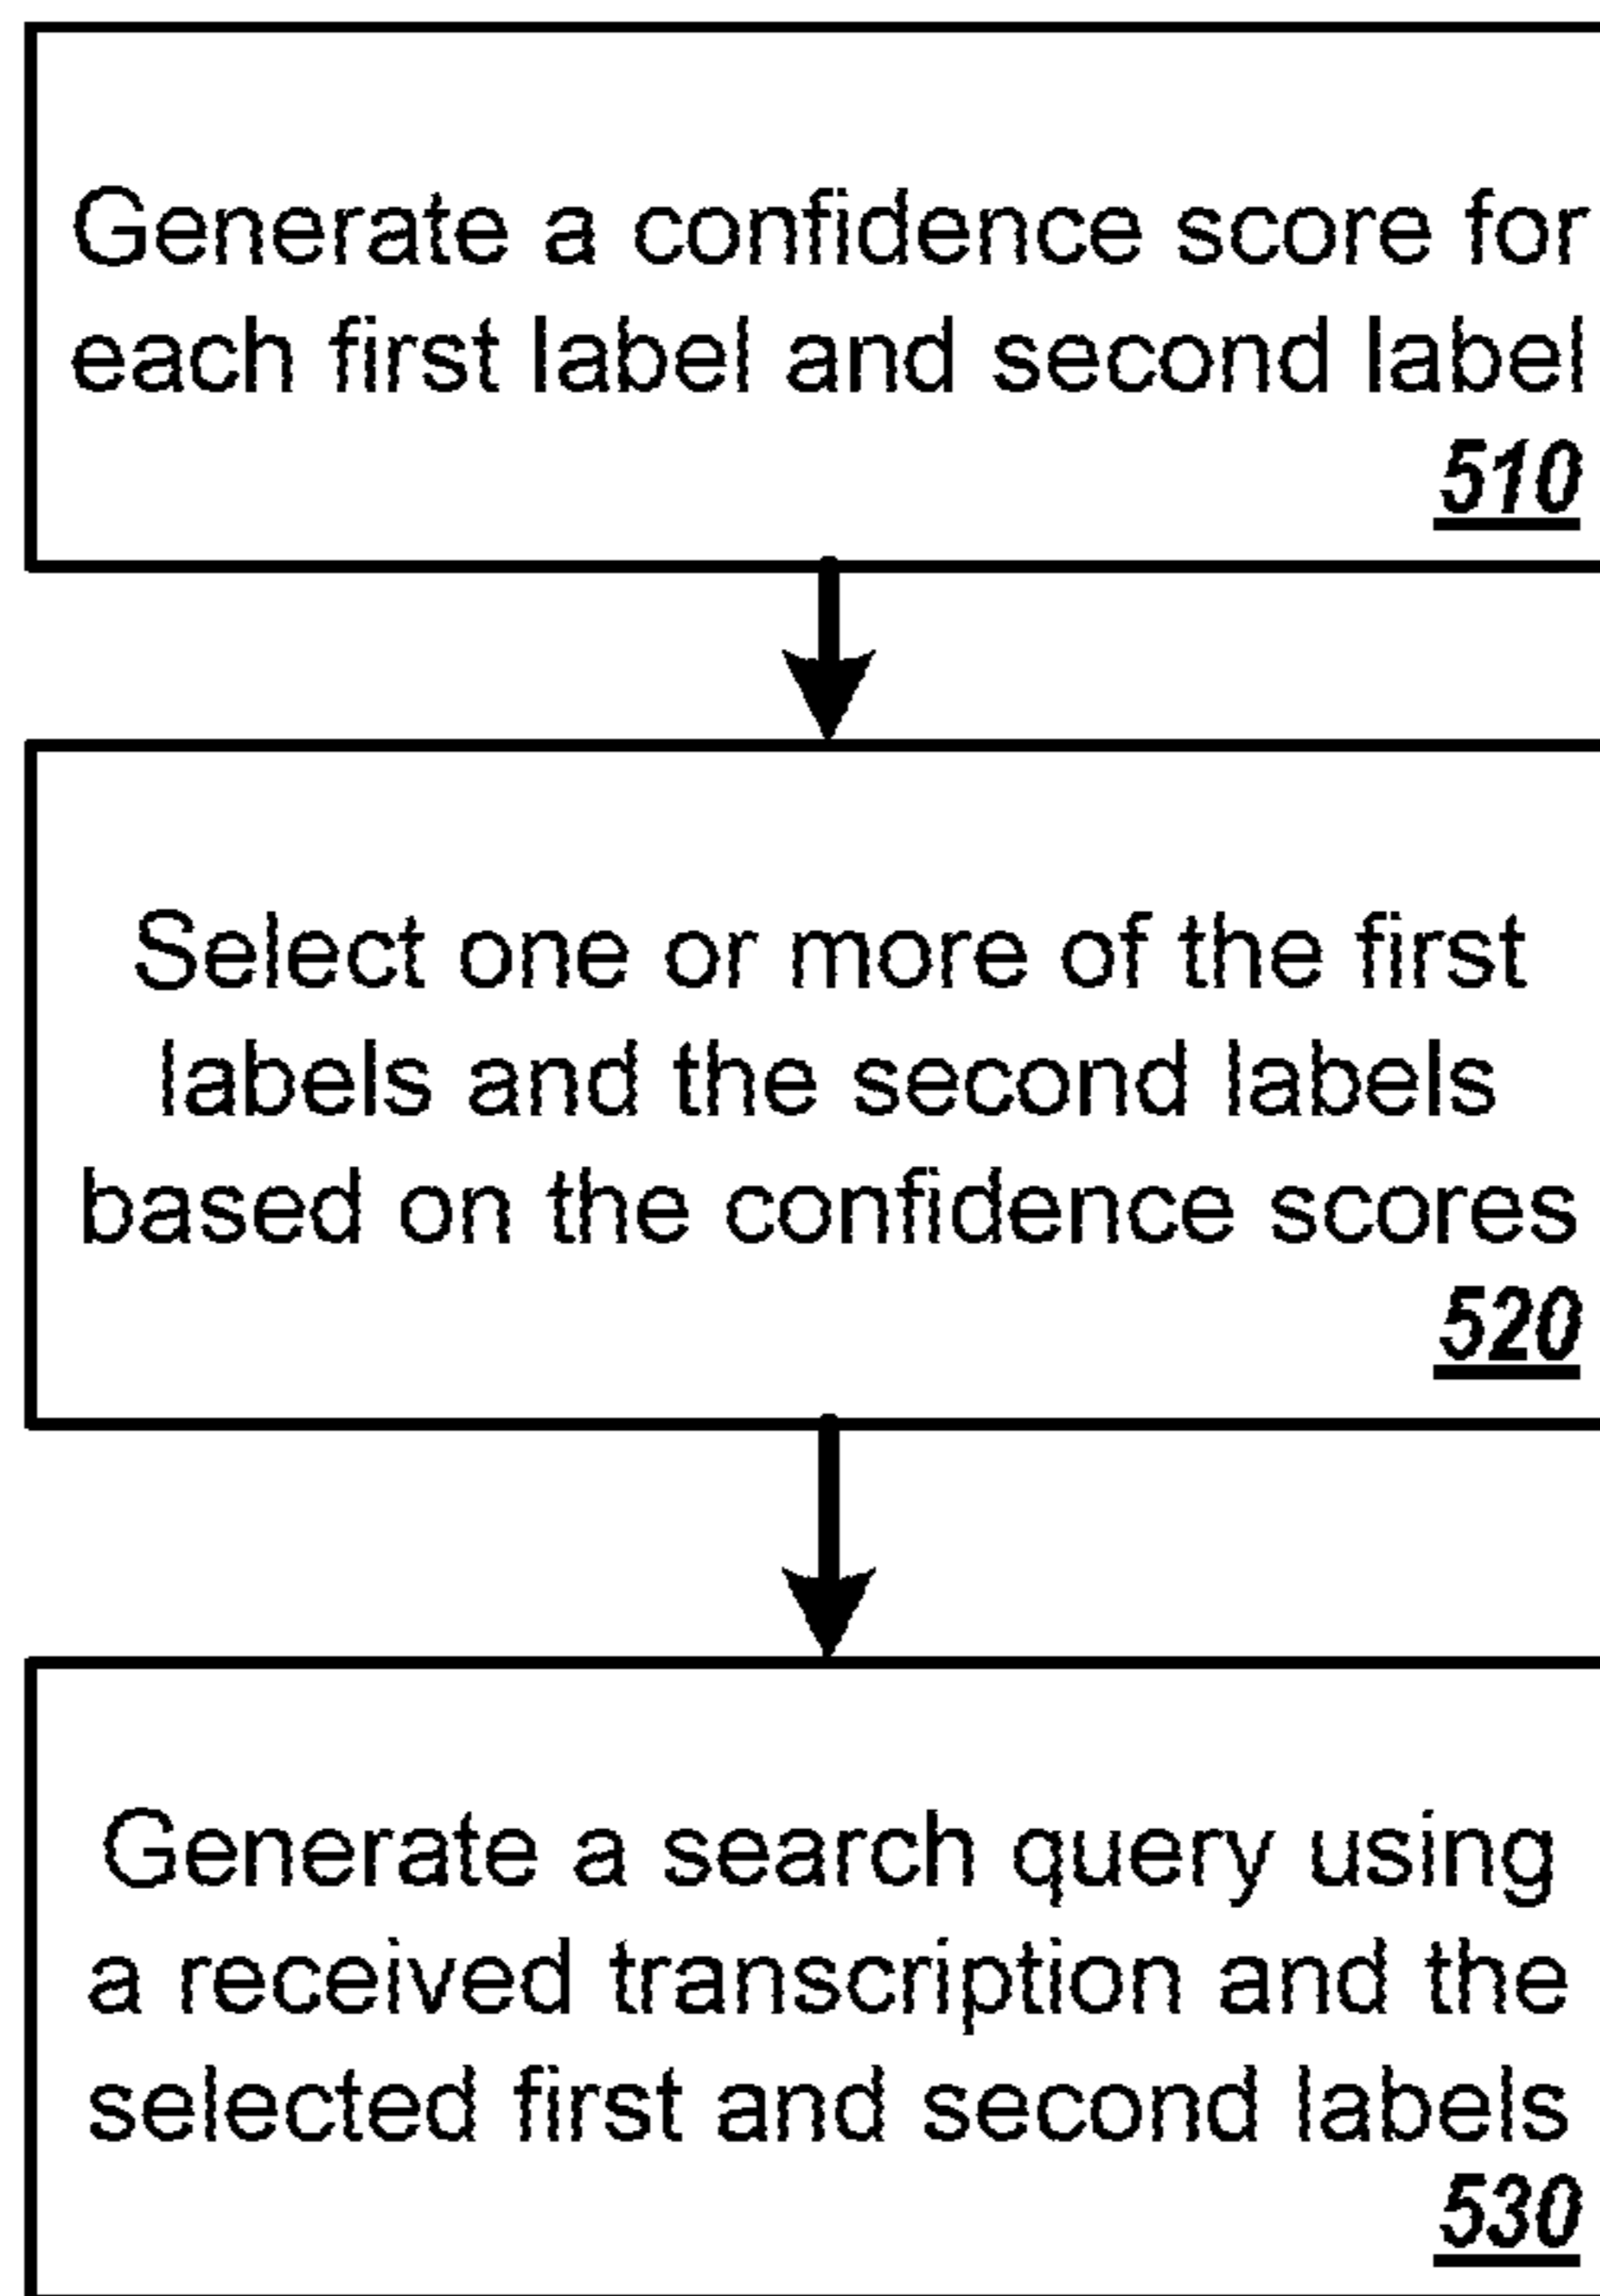 Generate a confidence score for
each first label and second label
510
Select one or more of the first
labels and the second labels
based on the confidence scores
520
Generate a search query using
a received transcription and the
selected first and second labels
530